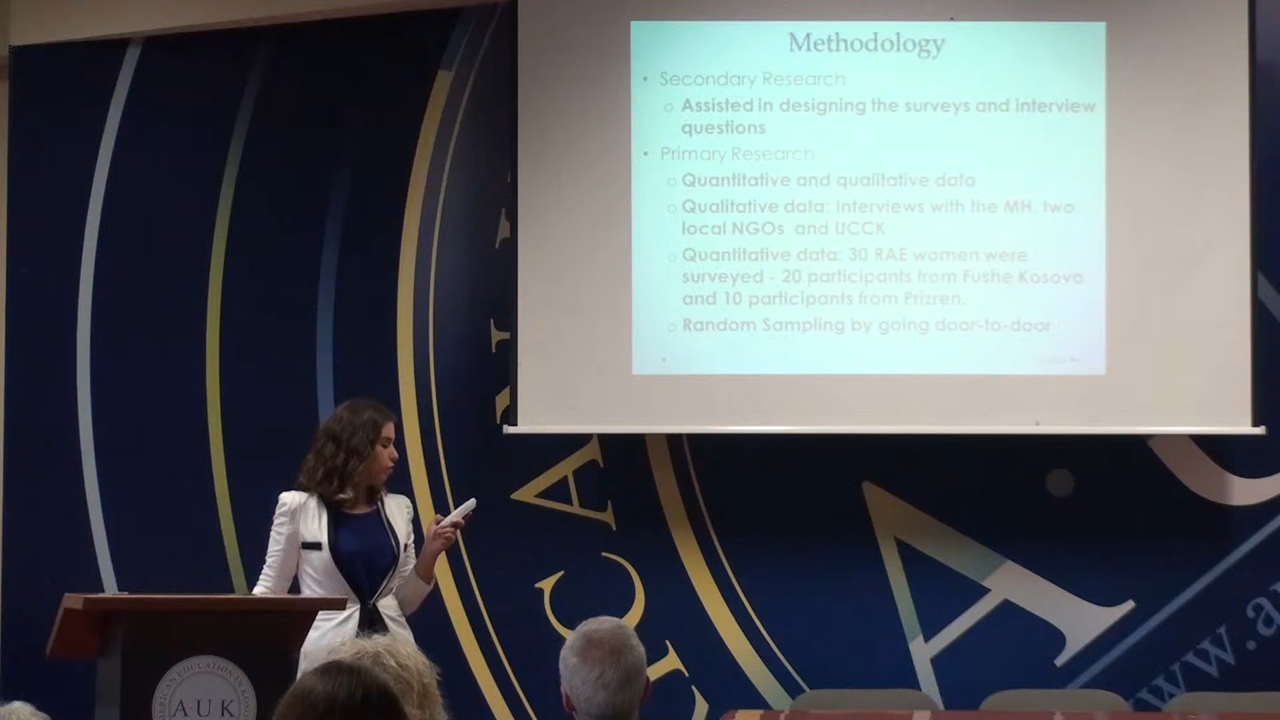 Methodology
• Secondary Research
o Assisted in designing the surveys and interview
questions
• Primary Research
o Quantitative and qualitative data
o Qualitative data: Interviews with the MH, two
local NGOs and UCCK
o Quantitative data: 30 RAE women were
surveyed - 20 participants from Fushe Kosova
and 10 participants from Prizren.
o Random Sampling by going door-to-door
ICA
A
www.a
AUK